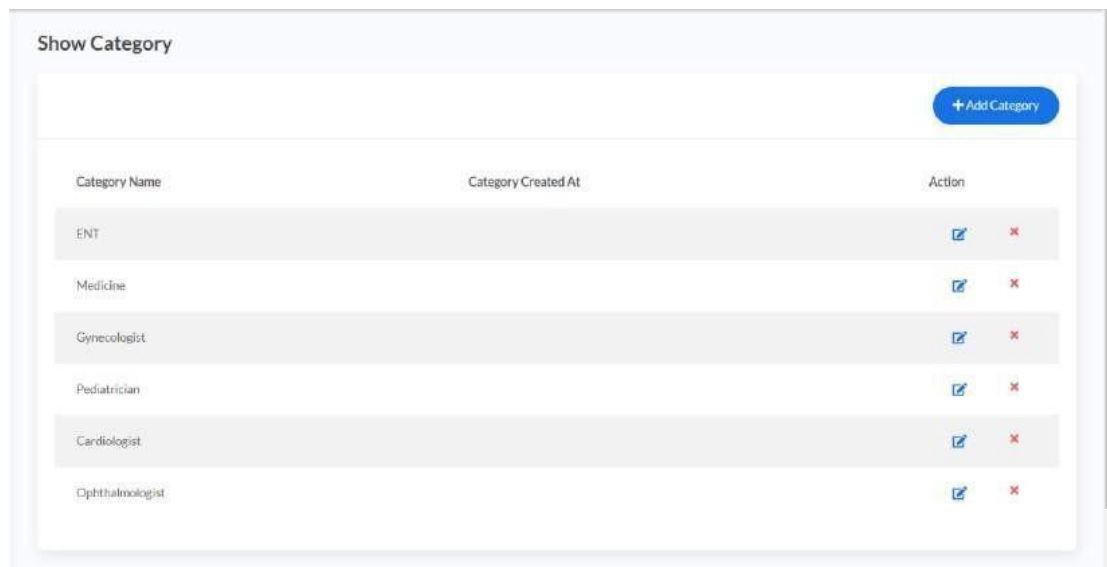 Show Category
+ Add Category
Category Name Category Created At Action
ENT
Medicine
Gynecologist
Pediatrician
Cardiologist
Ophthalmologist